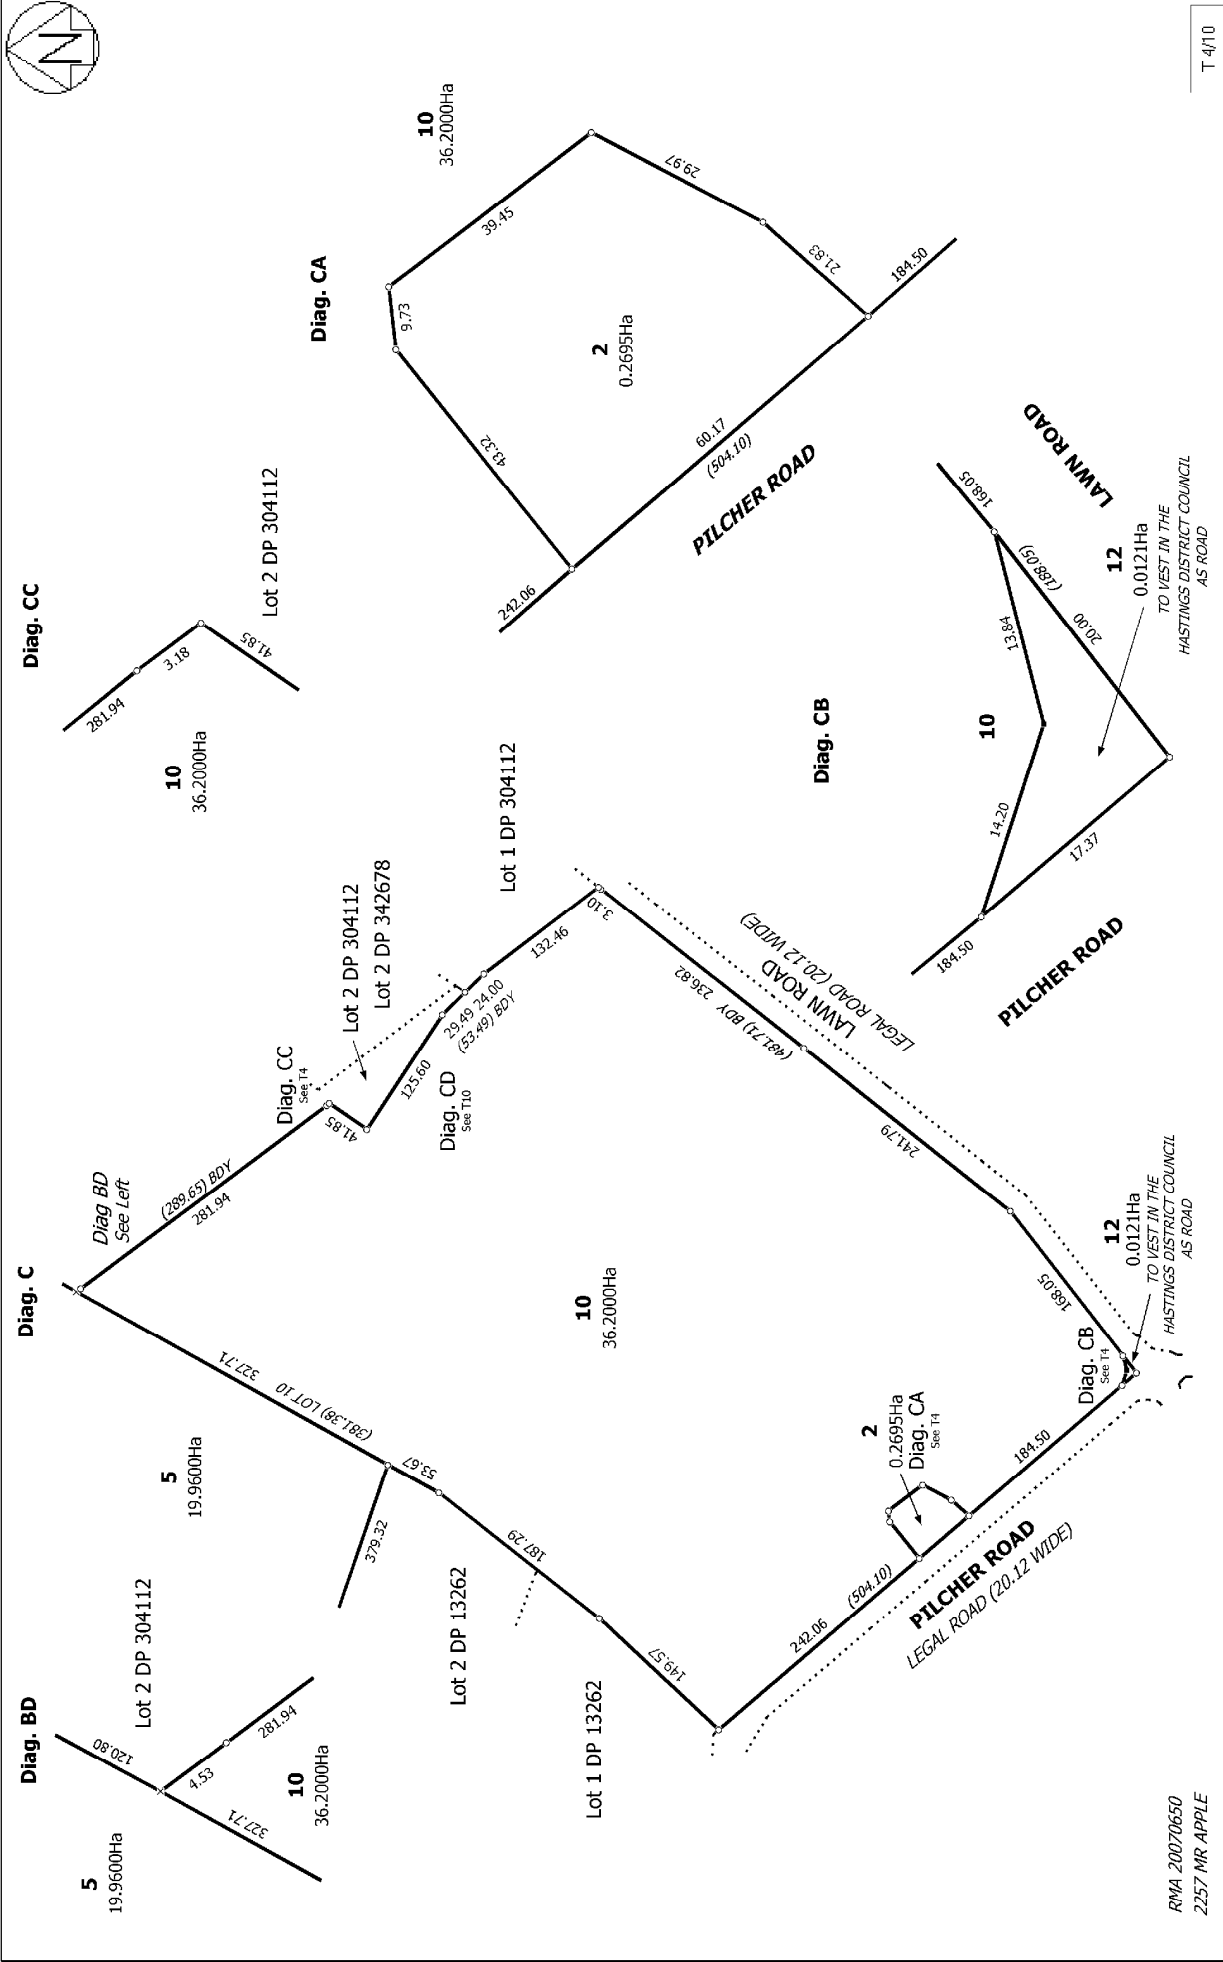 Diag. BD
120.80
Lot 2 DP 304112
5
19.9600Ha
4.53
281.94
327.71
10
36.2000Ha
Diag. C
Diag BD
See Left
(289.65) BDY
281.94
5
19.9600Ha
327.71
(381.38) LOT 10
53.67
379.32
187.29
Lot 2 DP 13262
149.57
Lot 1 DP 13262
Diag. CC
See T4
41.85
Lot 2 DP 304112
Lot 2 DP 342678
125.60
Diag. CD
See T10
29.49
24.00
(53.49) BDY
Lot 1 DP 304112
132.46
3.10
10
36.2000Ha
236.82
(481.71) BDY
LAWN ROAD
LEGAL ROAD (20.12 WIDE)
241.79
168.05
2
0.2695Ha
Diag. CA
See T4
242.06
(504.10)
184.50
PILCHER ROAD
LEGAL ROAD (20.12 WIDE)
Diag. CB
See T4
12
0.0121Ha
TO VEST IN THE
HASTINGS DISTRICT COUNCIL
AS ROAD
Diag. CC
281.94
3.18
41.85
Lot 2 DP 304112
10
36.2000Ha
Diag. CA
10
36.2000Ha
9.73
39.45
43.32
29.97
2
0.2695Ha
21.83
242.06
60.17
(504.10)
184.50
PILCHER ROAD
Diag. CB
10
168.05
13.84
(188.05)
14.20
20.00
184.50
17.37
PILCHER ROAD
LAWN ROAD
12
0.0121Ha
TO VEST IN THE
HASTINGS DISTRICT COUNCIL
AS ROAD
N
RMA 20070650
2257 MR APPLE
T 4/10